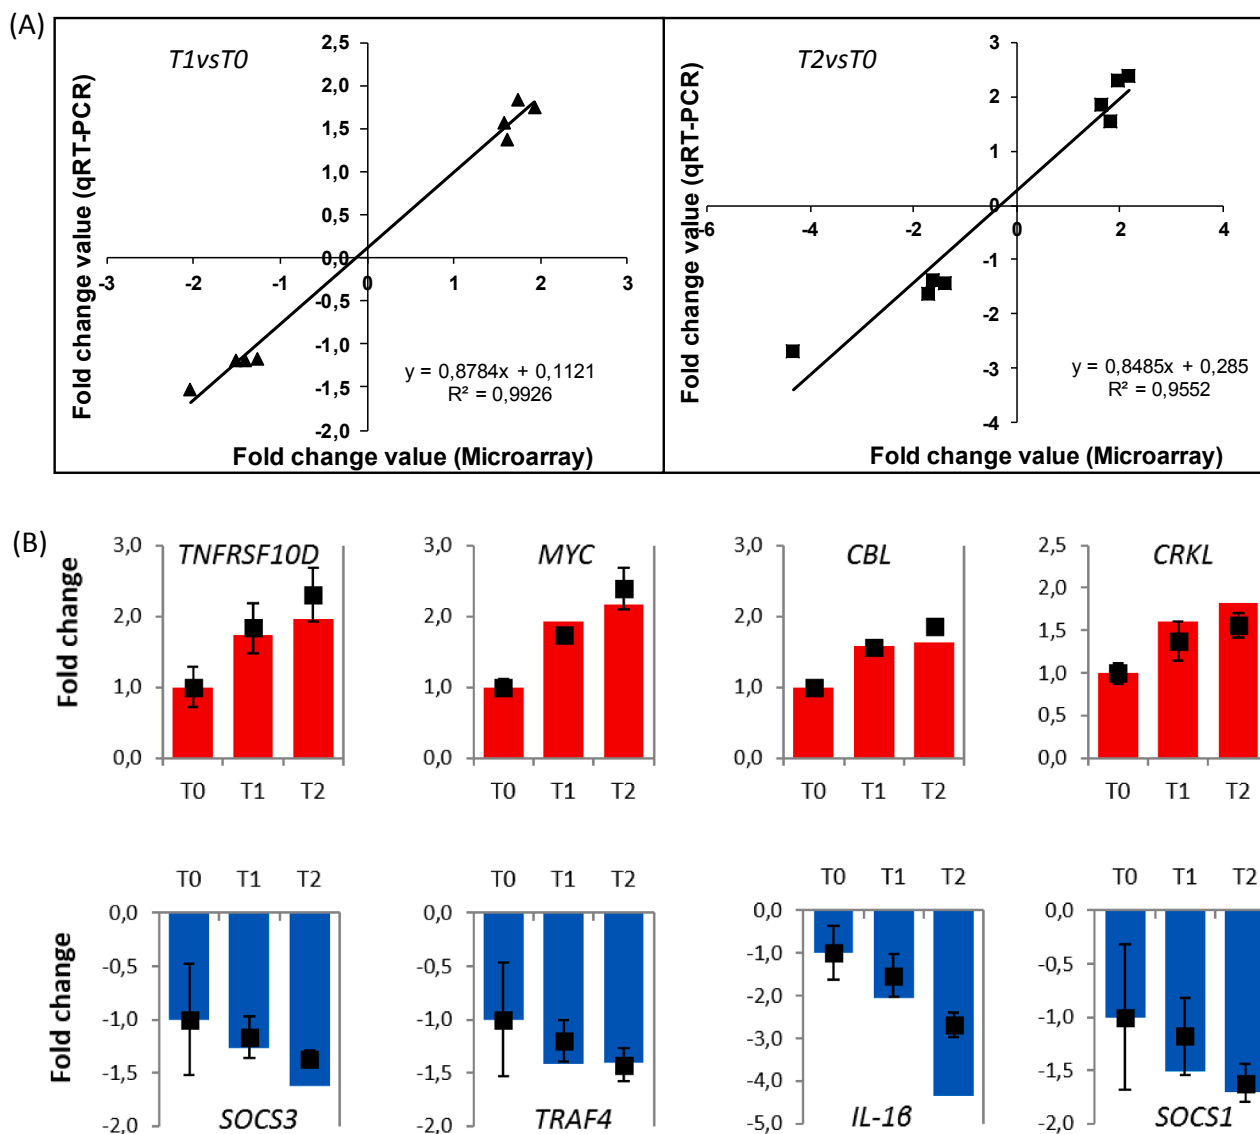 (A)
T1vsT0
Fold change value (qRT-PCR)
2,5
2,0
1,5
1,0
0,5
0,0
-0,5
-1,0
-1,5
-2,0
-3
-2
-1
0
1
2
3
y = 0,8784x + 0,1121
R² = 0,9926
Fold change value (Microarray)
T2vsT0
Fold change value (qRT-PCR)
3
2
1
0
-1
-2
-3
-4
-6
-4
-2
0
2
4
y = 0,8485x + 0,285
R² = 0,9552
Fold change value (Microarray)
(B)
Fold change
TNFRSF10D
3,0
2,0
1,0
0,0
T0 T1 T2
MYC
3,0
2,0
1,0
0,0
T0 T1 T2
CBL
3,0
2,0
1,0
0,0
T0 T1 T2
CRKL
2,5
2,0
1,5
1,0
0,5
0,0
T0 T1 T2
Fold change
T0 T1 T2
0,0
-0,5
-1,0
-1,5
-2,0
SOCS3
T0 T1 T2
0,0
-0,5
-1,0
-1,5
-2,0
TRAF4
T0 T1 T2
0,0
-1,0
-2,0
-3,0
-4,0
-5,0
IL-1β
T0 T1 T2
0,0
-0,5
-1,0
-1,5
-2,0
SOCS1